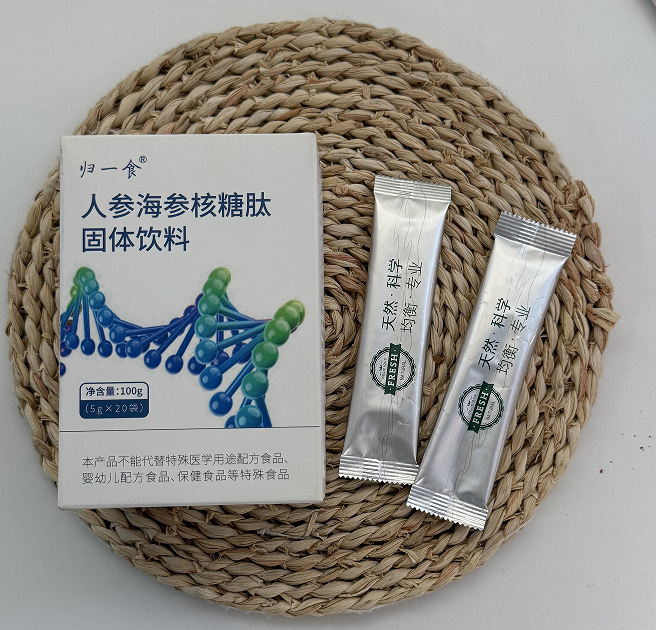 归一食®
人参海参核糖肽
固体饮料
净含量:100g
(5g×20袋)
本产品不能代替特殊医学用途配方食品、
婴幼儿配方食品、保健食品等特殊食品
天然·科学
均衡·专业
FRESH
天然·科学
均衡·专业
FRESH